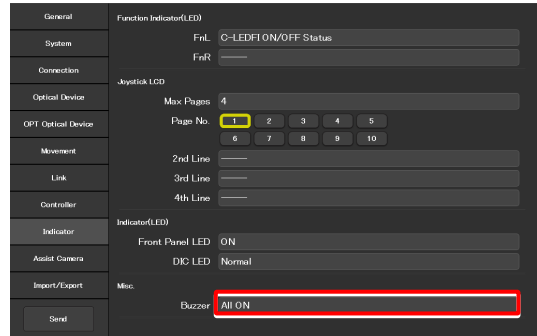 General
System
Connection
Optical Device
OPT Optical Device
Movement
Link
Controller
Indicator
Assist Camera
Import/Export
Send
Function Indicator(LED)
FnL C-LEDFI ON/OFF Status
FnR ----
Joystick LCD
Max Pages 4
Page No. 1 2 3 4 5
6 7 8 9 10
2nd Line ----
3rd Line ----
4th Line ----
Indicator(LED)
Front Panel LED ON
DIC LED Normal
Misc.
Buzzer All ON